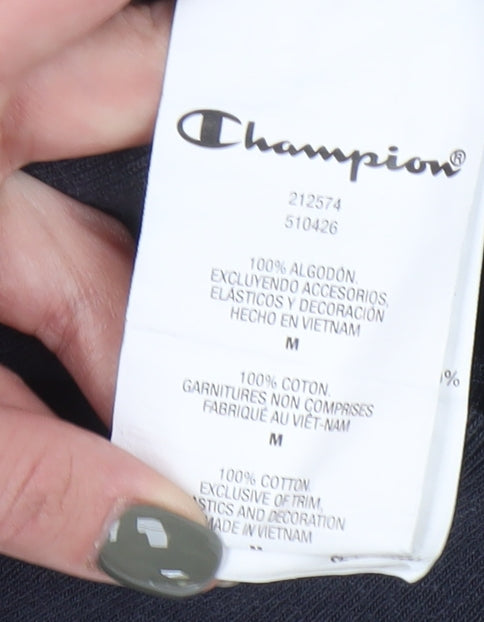 Champion®
212574
510426
100% ALGODÓN.
EXCLUYENDO ACCESORIOS,
ELÁSTICOS Y DECORACIÓN
HECHO EN VIETNAM
M
100% COTON.
GARNITURES NON COMPRISES
FABRIQUÉ AU VIÊT-NAM
M
%
100% COTTON.
EXCLUSIVE OF TRIM,
AND DECORATION
MADE IN VIETNAM